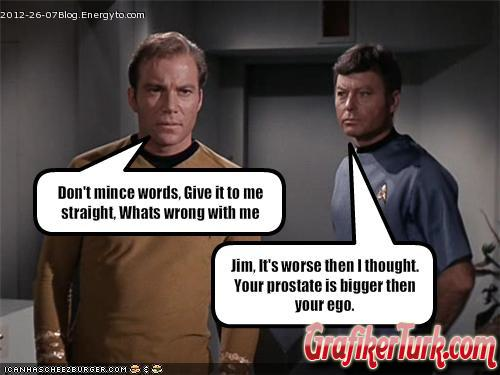 2012-26-07Blog.Energyto.com
Don't mince words, Give it to me
straight, Whats wrong with me
Jim, It's worse then I thought.
Your prostate is bigger then
your ego.
GrafikerTurk.com
ICANHASCHEEZBURGER.COM